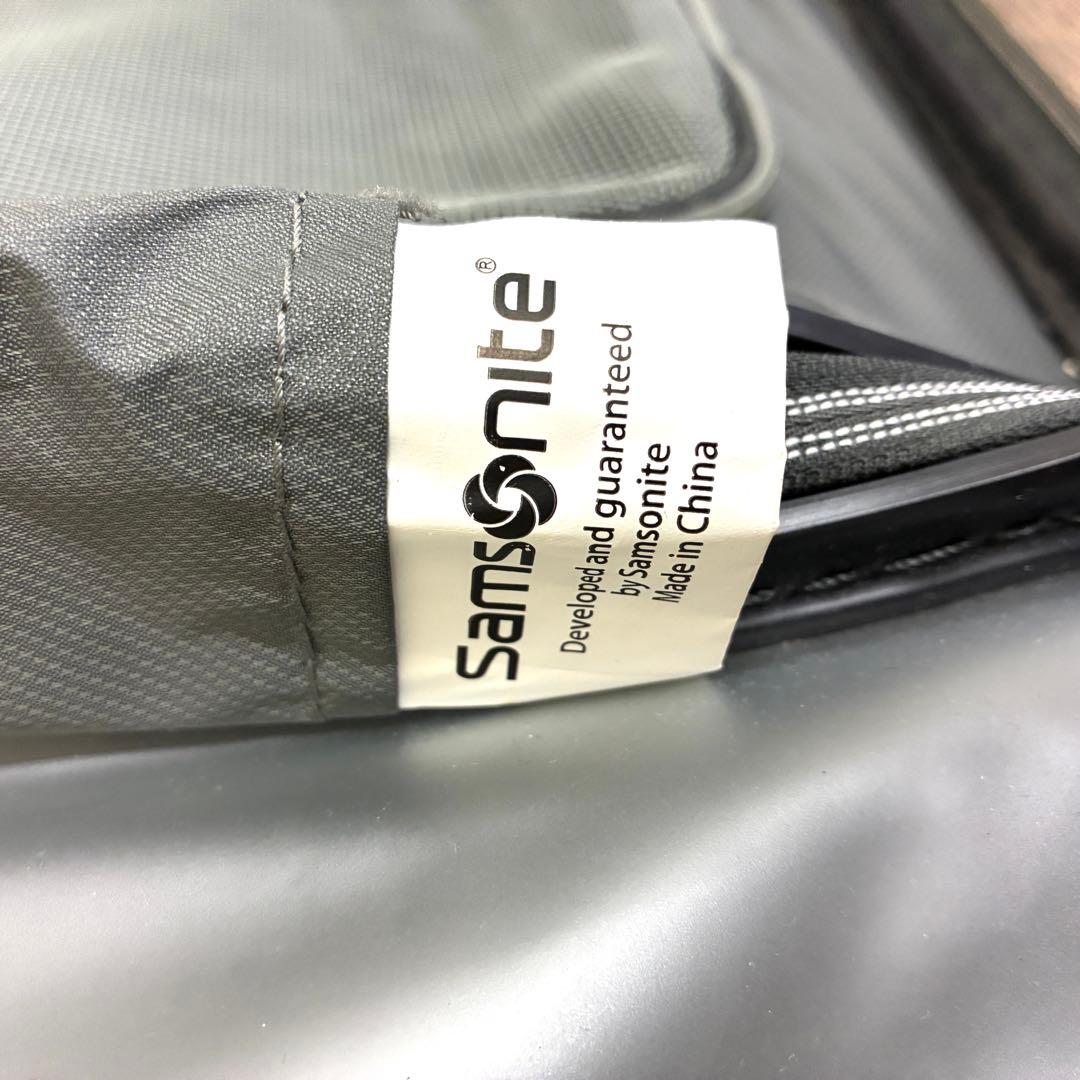 Samsonite®
Developed and guaranteed
by Samsonite
Made in China